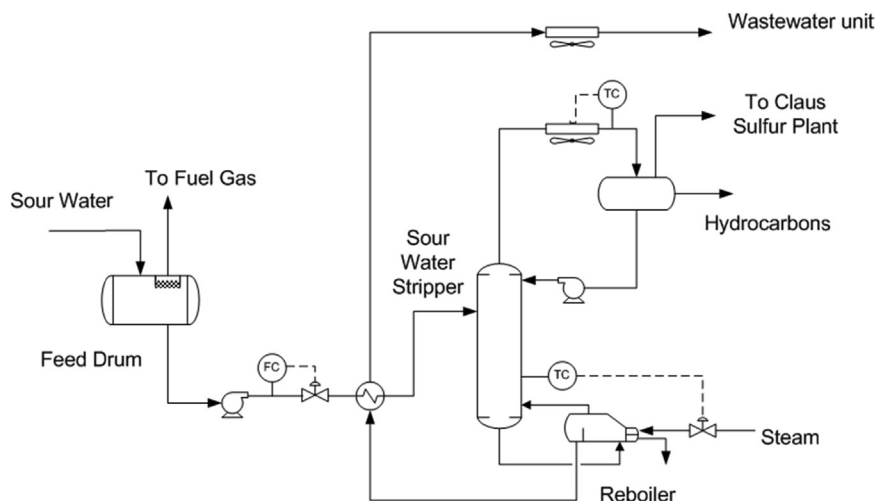 Wastewater unit
TC
To Claus
Sulfur Plant
To Fuel Gas
Sour Water
Hydrocarbons
Sour
Water
Stripper
Feed Drum
FC
TC
Steam
Reboiler